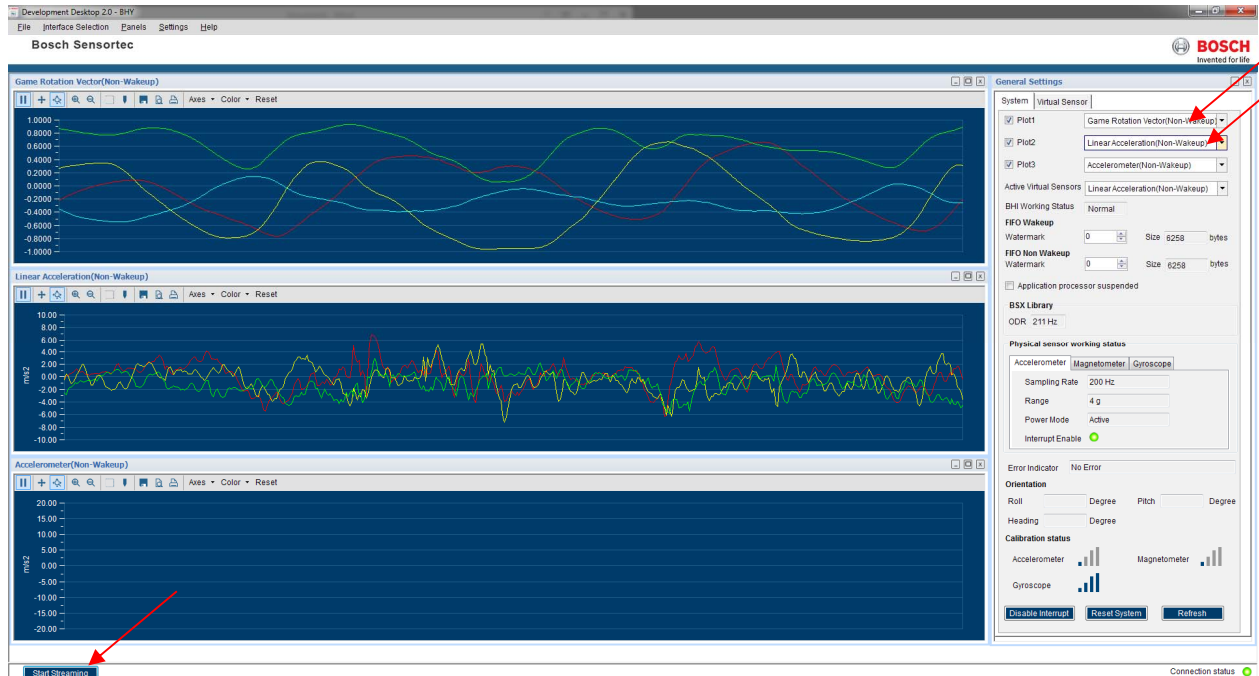 Development Desktop 2.0 - BHY
File Interface Selection Panels Settings Help
Bosch Sensortec
BOSCH
Invented for life
Game Rotation Vector(Non-Wakeup)
Axes Color Reset
1.0000
0.8000
0.6000
0.4000
0.2000
0.0000
-0.2000
-0.4000
-0.6000
-0.8000
-1.0000
Linear Acceleration(Non-Wakeup)
Axes Color Reset
m/s2
10.00
8.00
6.00
4.00
2.00
0.00
-2.00
-4.00
-6.00
-8.00
-10.00
Accelerometer(Non-Wakeup)
Axes Color Reset
m/s2
20.00
15.00
10.00
5.00
0.00
-5.00
-10.00
-15.00
-20.00
Start Streaming
General Settings
System Virtual Sensor
Plot1 Game Rotation Vector(Non-Wakeup)
Plot2 Linear Acceleration(Non-Wakeup)
Plot3 Accelerometer(Non-Wakeup)
Active Virtual Sensors Linear Acceleration(Non-Wakeup)
BHI Working Status Normal
FIFO Wakeup
Watermark 0 Size 6258 bytes
FIFO Non Wakeup
Watermark 0 Size 6258 bytes
Application processor suspended
BSX Library
ODR 211 Hz
Physical sensor working status
Accelerometer Magnetometer Gyroscope
Sampling Rate 200 Hz
Range 4 g
Power Mode Active
Interrupt Enable
Error Indicator No Error
Orientation
Roll Degree Pitch Degree
Heading Degree
Calibration status
Accelerometer Magnetometer
Gyroscope
Disable Interrupt Reset System Refresh
Connection status